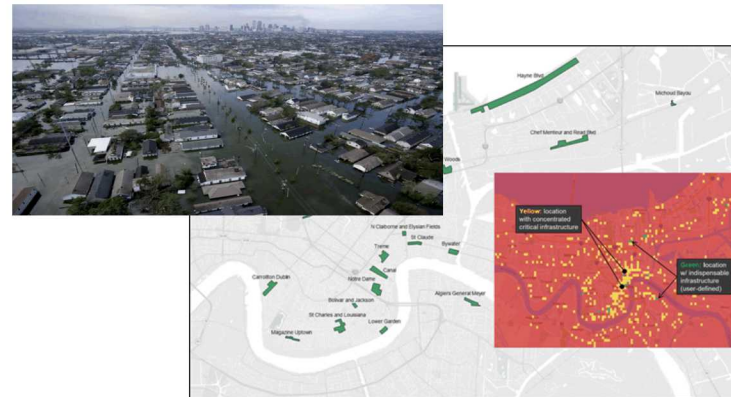 Hayne Blvd
Michoud Bayou
Chef Menteur and Read Blvd
Woods
N Claiborne and Elysian Fields
St Claude
Bywater
Treme
Canal
Carrollton Dublin
Notre Dame
Bolivar and Jackson
Algiers General Meyer
St Charles and Louisiana
Lower Garden
Magazine Uptown
Yellow: location
with concentrated
critical infrastructure
Green: location
w/ indispensable
infrastructure
(user-defined)